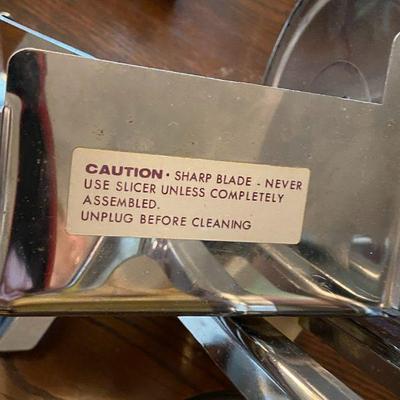 CAUTION • SHARP BLADE - NEVER
USE SLICER UNLESS COMPLETELY
ASSEMBLED.
UNPLUG BEFORE CLEANING